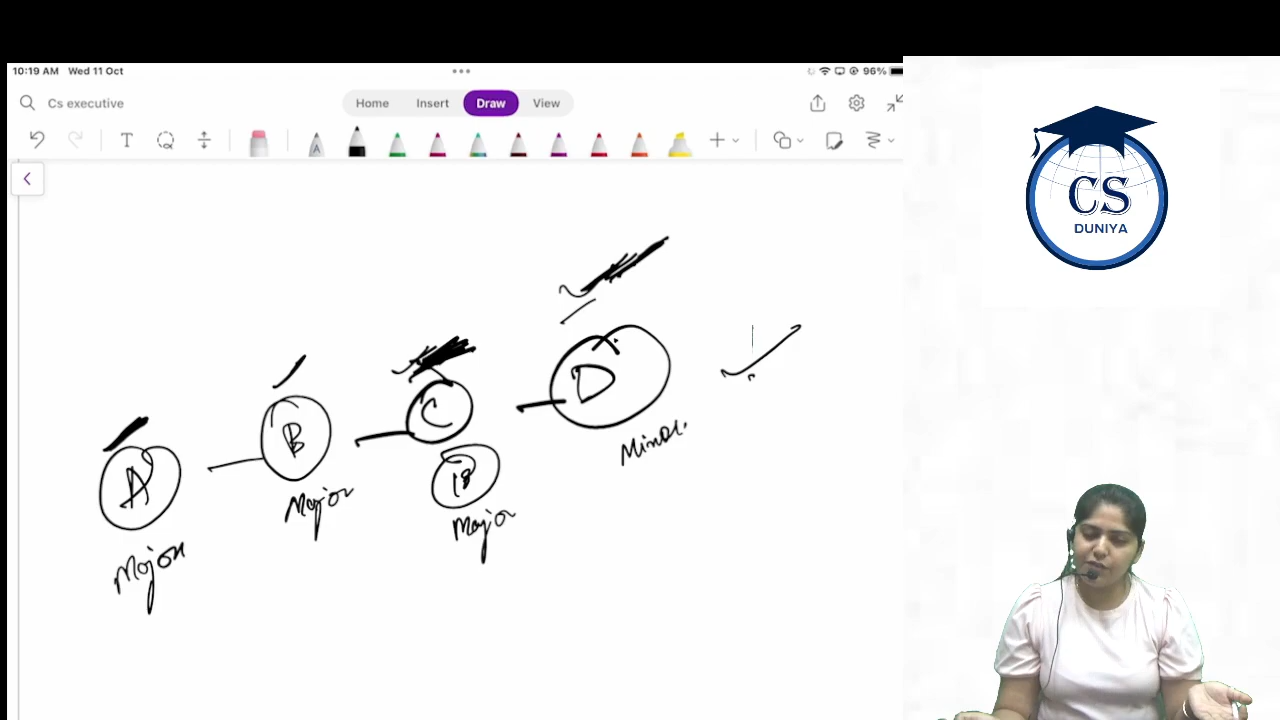 10:19 AM Wed 11 Oct
96%
Cs executive
Home Insert Draw View
T
A
CS
DUNIYA
A
Major
B
Major
C
18
Major
D
Minor